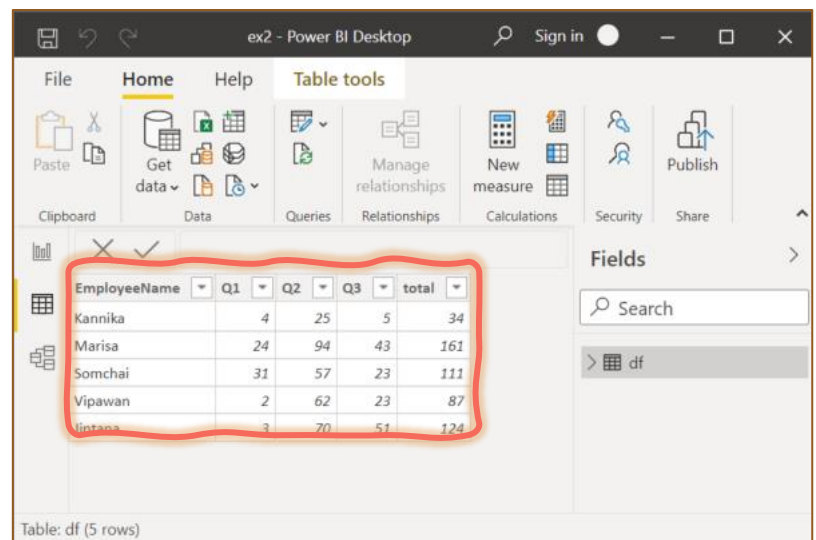 ex2 - Power BI Desktop
Sign in
File Home Help Table tools
Paste
Get data
Manage relationships
New measure
Publish
Clipboard Data Queries Relationships Calculations Security Share
Fields
Search
df
EmployeeName Q1 Q2 Q3 total
Kannika 4 25 5 34
Marisa 24 94 43 161
Somchai 31 57 23 111
Vipawan 2 62 23 87
Jintana 3 70 51 124
Table: df (5 rows)